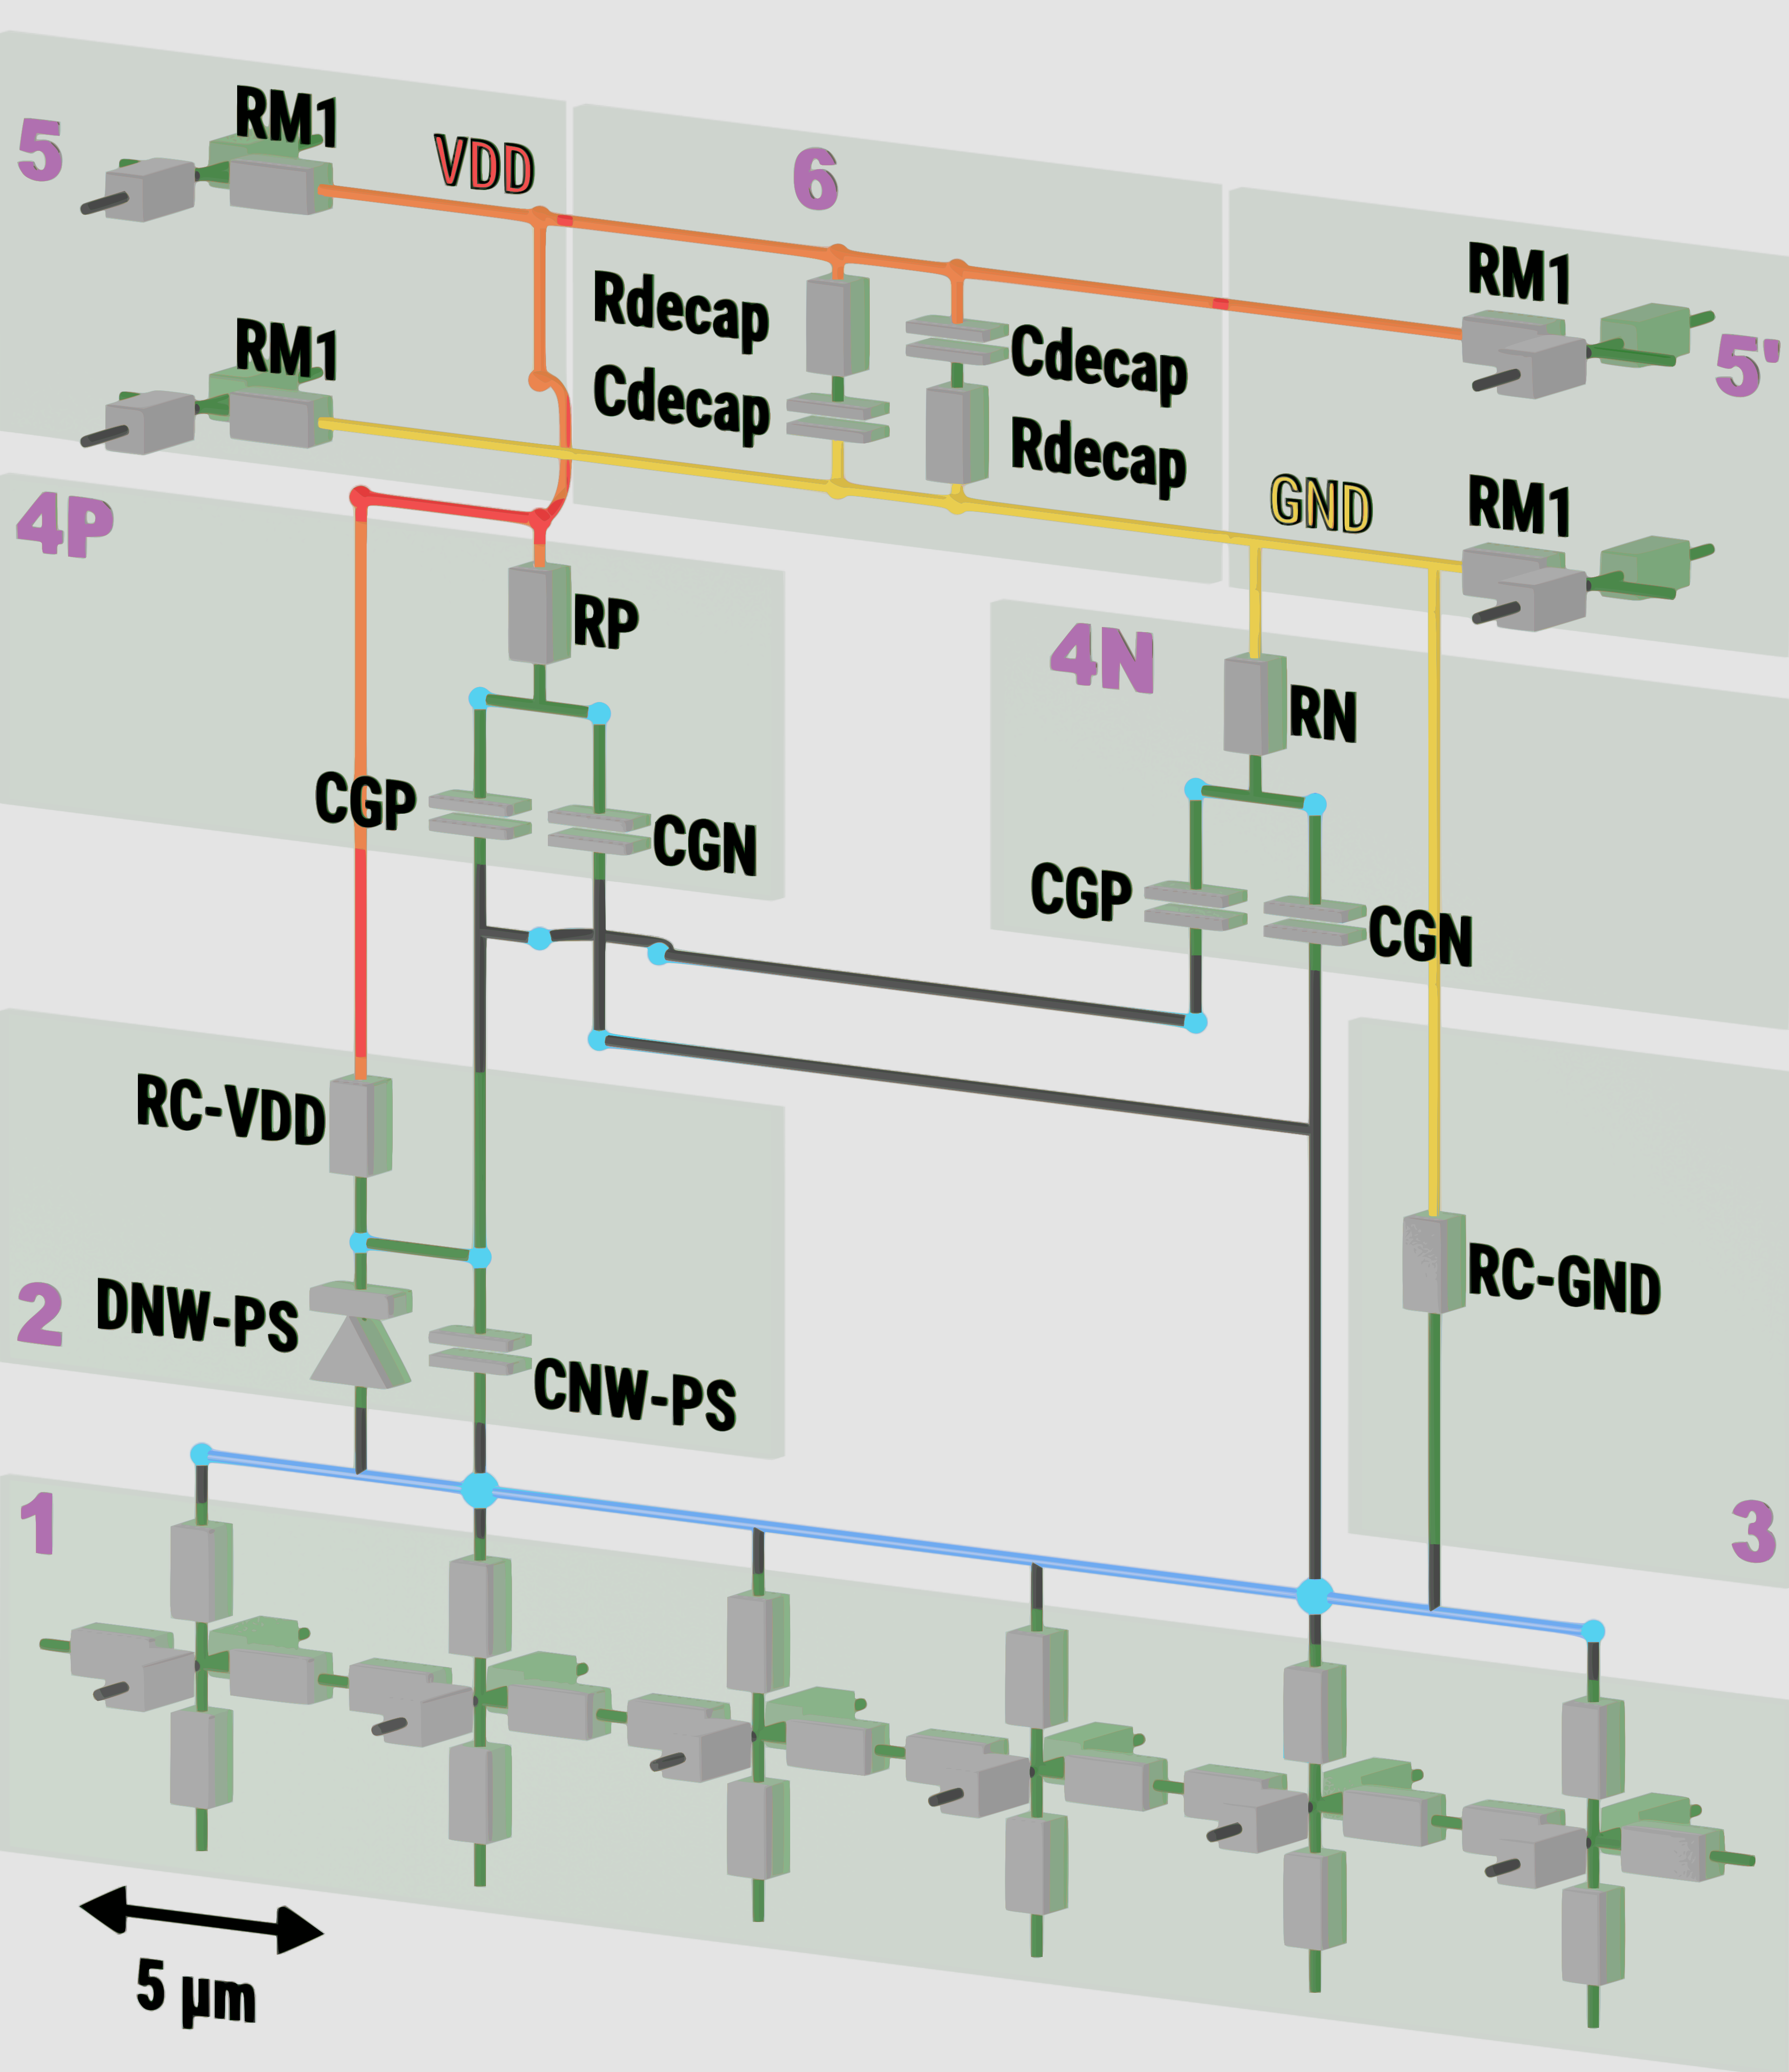 5
RM1
VDD
6
RM1
Rdecap
Cdecap
Cdecap
Rdecap
RM1
5'
GND
RM1
4P
RP
4N
RN
CGP
CGN
CGP
CGN
RC-VDD
RC-GND
2
DNW-PS
CNW-PS
1
3
5 µm